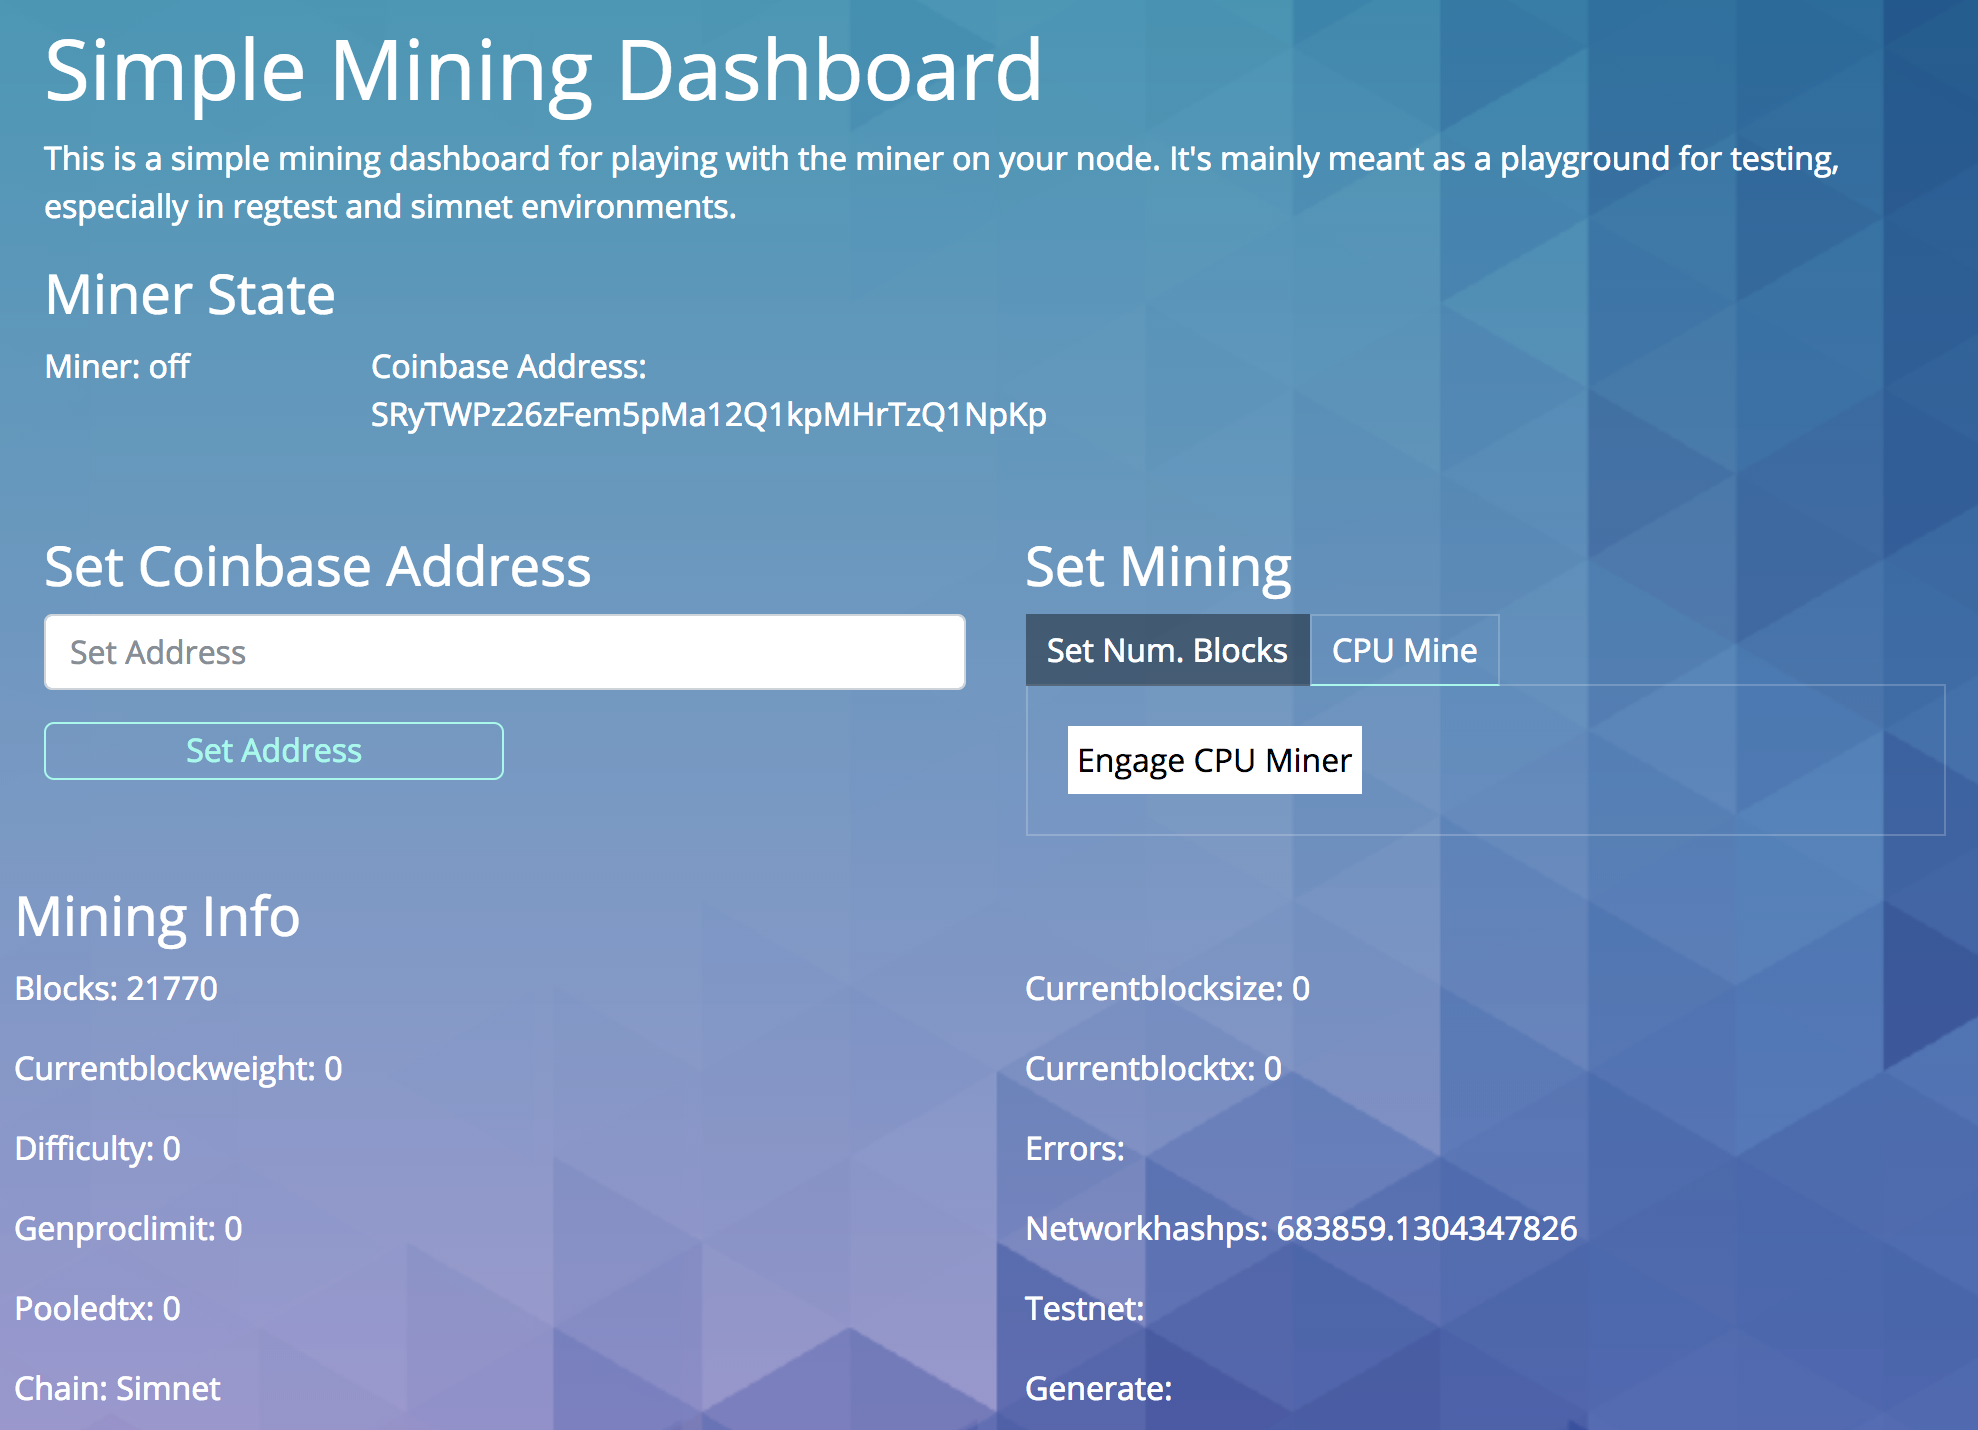 Simple Mining Dashboard
This is a simple mining dashboard for playing with the miner on your node. It's mainly meant as a playground for testing,
especially in regtest and simnet environments.
Miner State
Miner: off
Coinbase Address:
SRyTWPz26zFem5pMa12Q1kpMHrTzQ1NpKp
Set Coinbase Address
Set Address
Set Address
Set Mining
Set Num. Blocks
CPU Mine
Engage CPU Miner
Mining Info
Blocks: 21770
Currentblocksize: 0
Currentblockweight: 0
Currentblocktx: 0
Difficulty: 0
Errors:
Genproclimit: 0
Networkhashps: 683859.1304347826
Pooledtx: 0
Testnet:
Chain: Simnet
Generate: